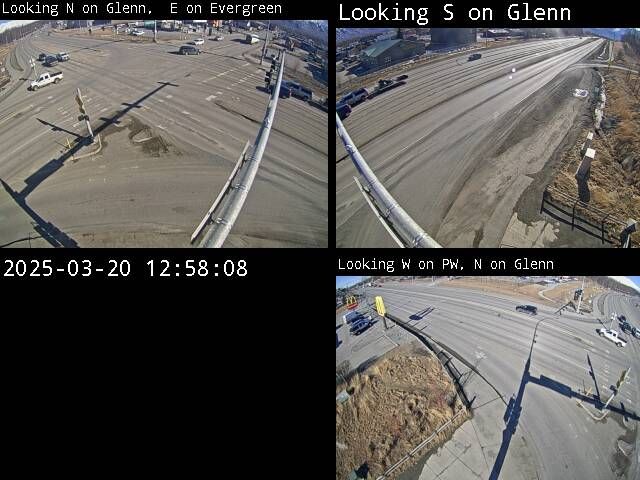 Looking N on Glenn,  E on Evergreen
Looking S on Glenn
2025-03-20 12:58:08
Looking W on PW, N on Glenn